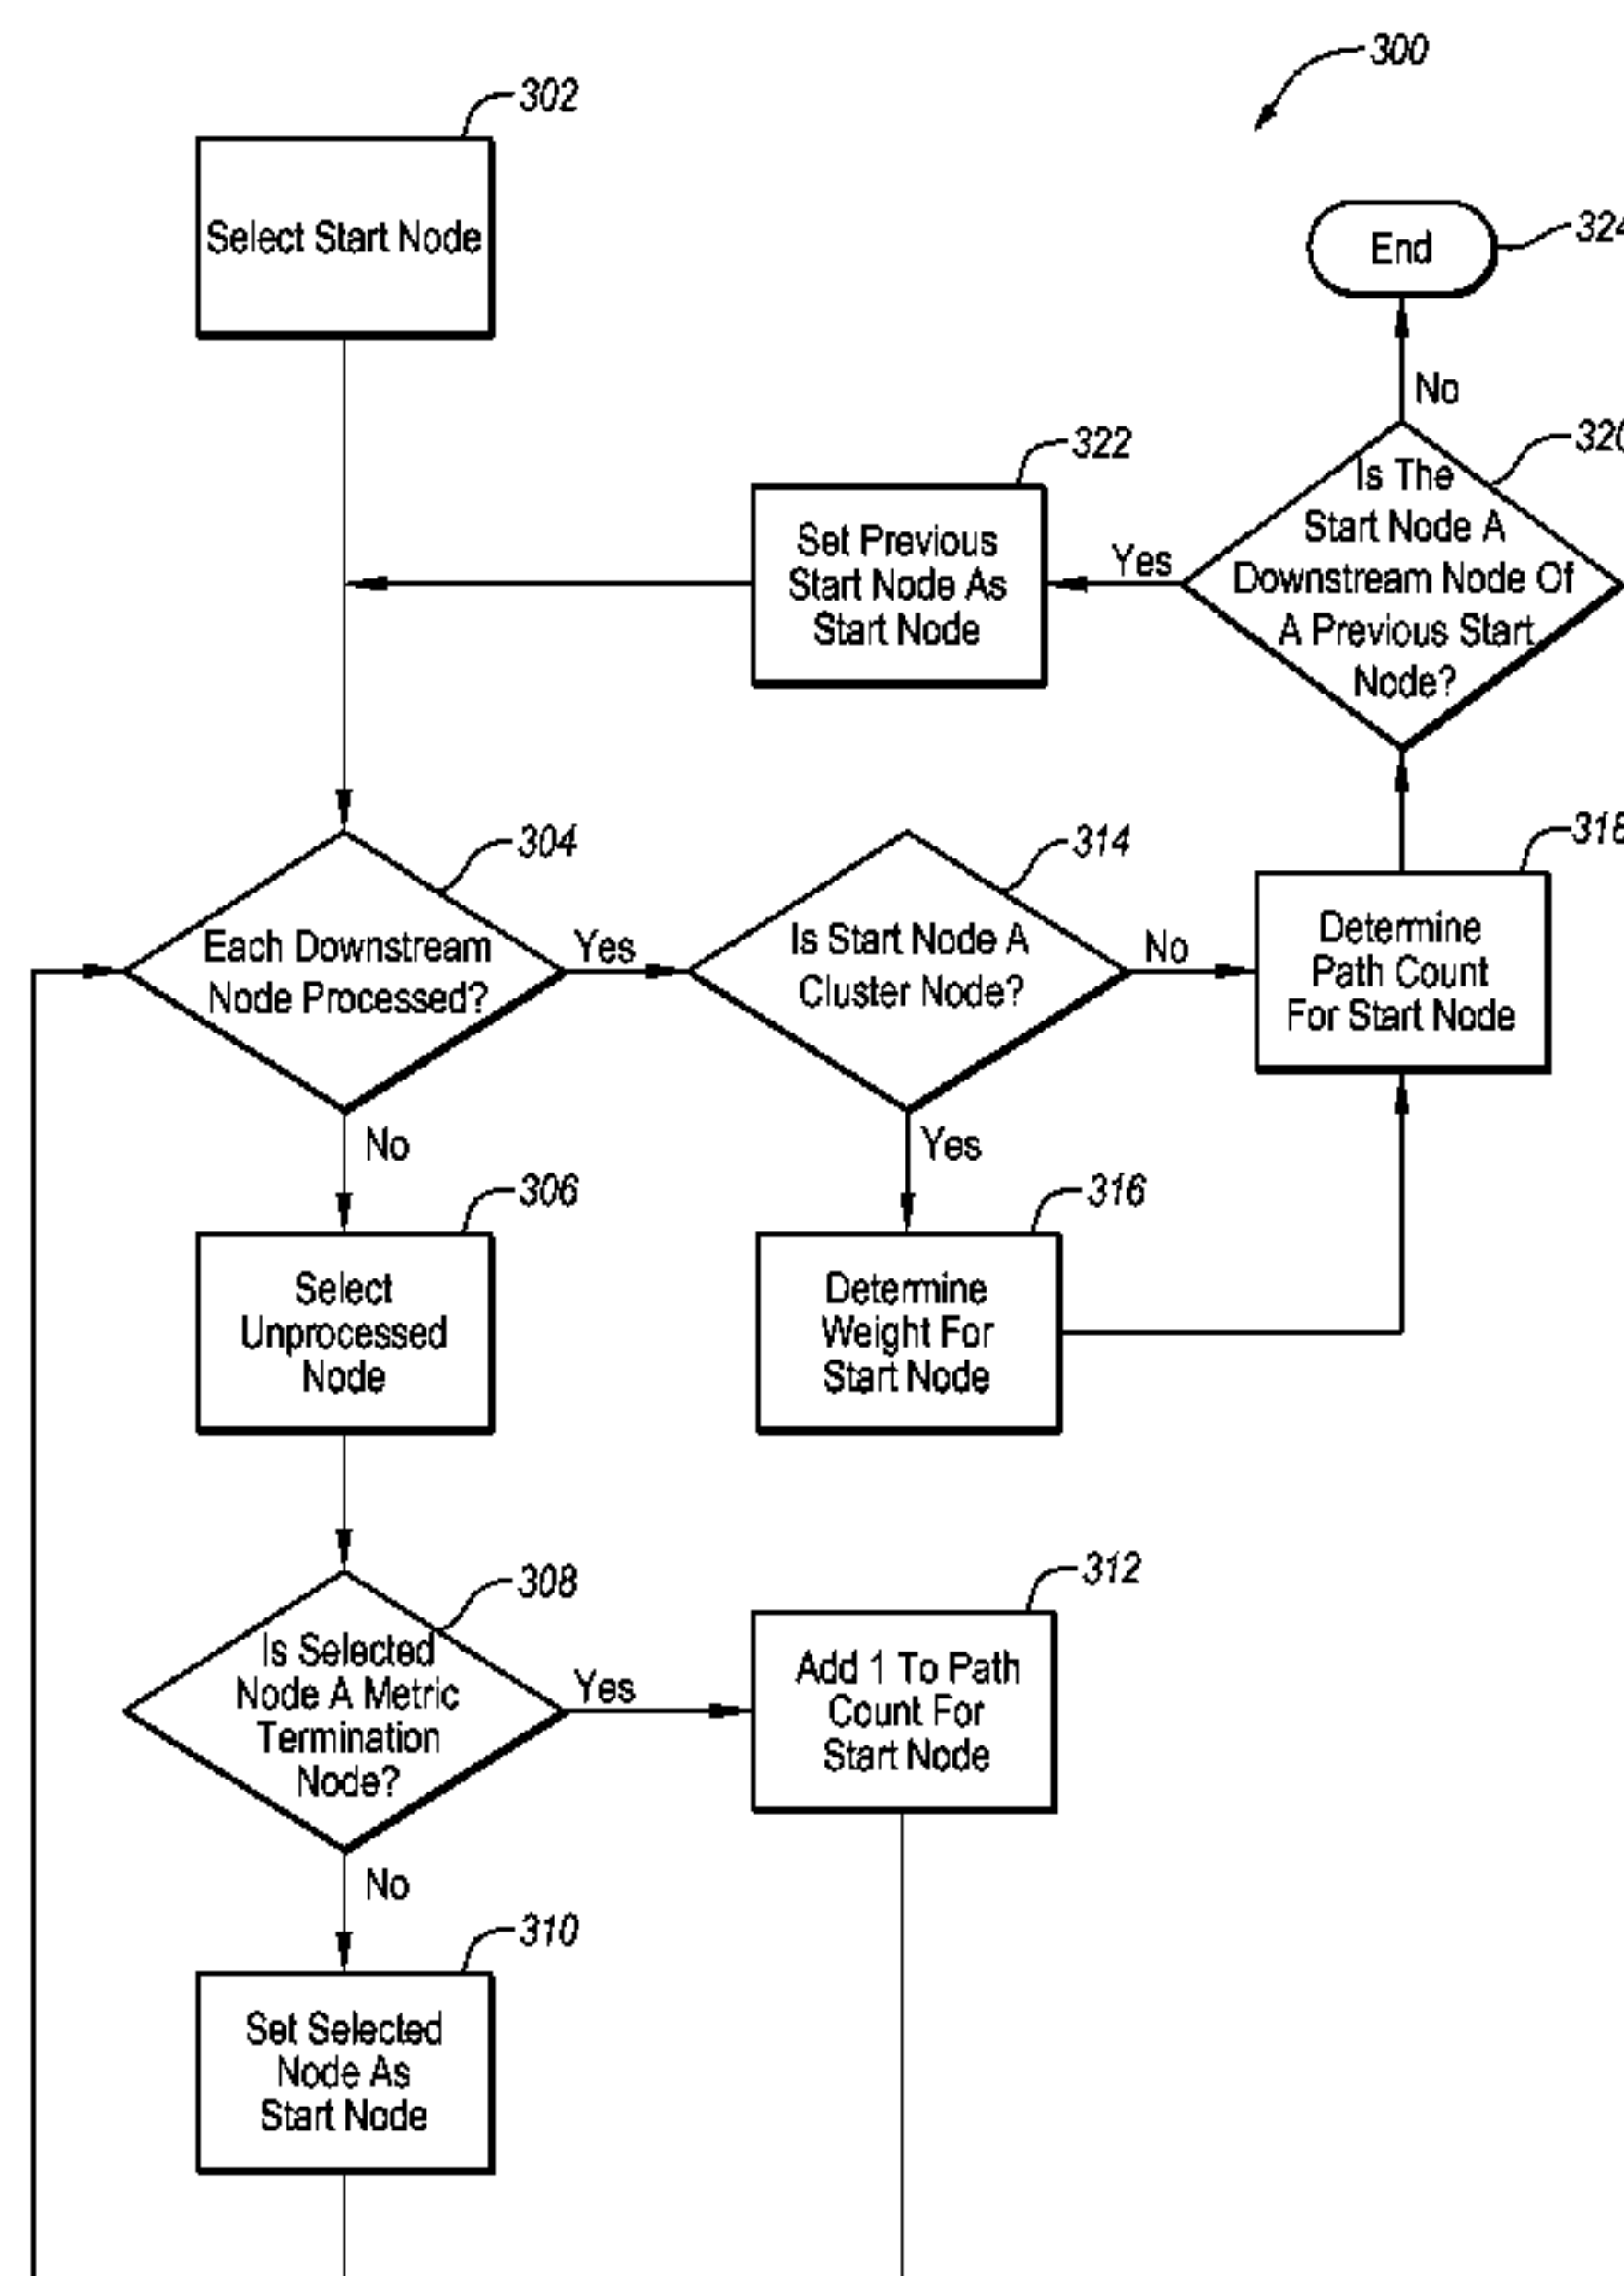 300
302
Select Start Node
324
End
No
320
Is The
Start Node A
Downstream Node Of
A Previous Start
Node?
Yes
322
Set Previous
Start Node As
Start Node
304
Each Downstream
Node Processed?
Yes
314
Is Start Node A
Cluster Node?
No
318
Determine
Path Count
For Start Node
No
Yes
306
Select
Unprocessed
Node
316
Determine
Weight For
Start Node
308
Is Selected
Node A Metric
Termination
Node?
Yes
312
Add 1 To Path
Count For
Start Node
No
310
Set Selected
Node As
Start Node